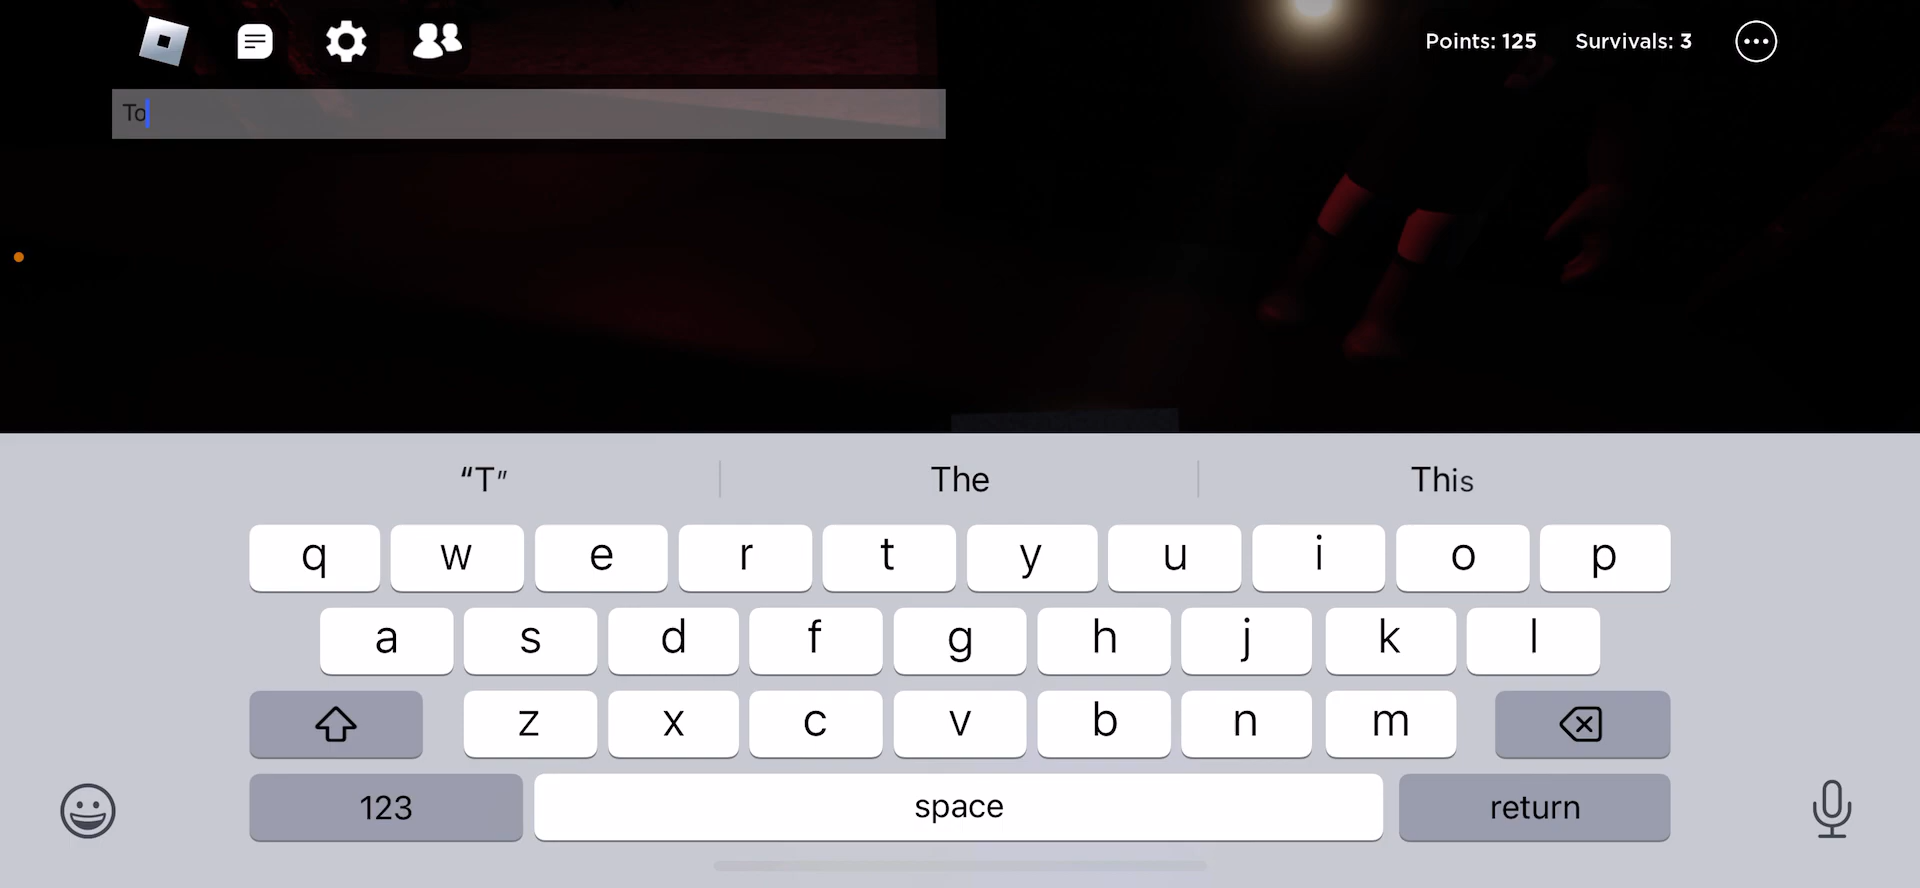 Points: 125 Survivals: 3
To
“T” The This
q w e r t y u i o p
a s d f g h j k l
z x c v b n m
123 space return